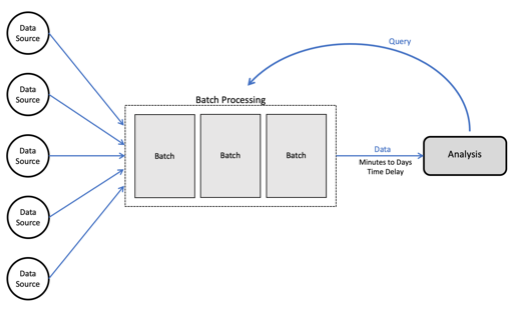 Data
Source
Query
Data
Source
Batch Processing
Data
Source
Batch
Batch
Batch
Data
Minutes to Days
Time Delay
Analysis
Data
Source
Data
Source